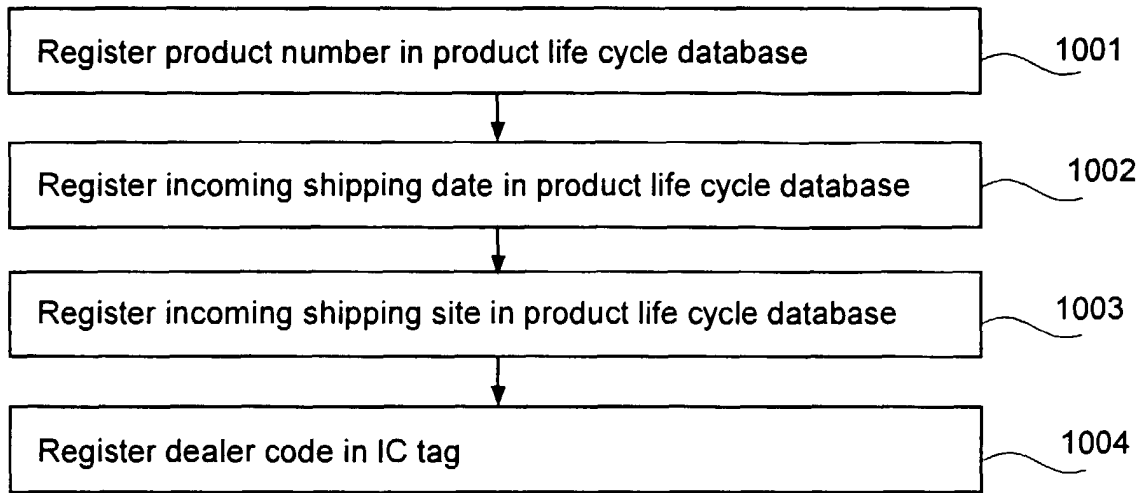 Register product number in product life cycle database
1001
Register incoming shipping date in product life cycle database
1002
Register incoming shipping site in product life cycle database
1003
Register dealer code in IC tag
1004